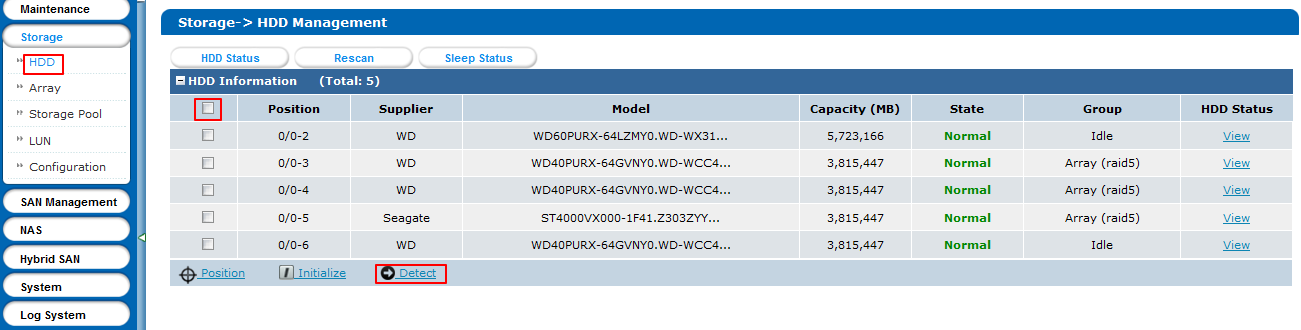 Maintenance
Storage
HDD
Array
Storage Pool
LUN
Configuration
SAN Management
NAS
Hybrid SAN
System
Log System
Storage-> HDD Management
HDD Status Rescan Sleep Status
HDD Information (Total: 5)
Position Supplier Model Capacity (MB) State Group HDD Status
0/0-2 WD WD60PURX-64LZMY0.WD-WX31... 5,723,166 Normal Idle View
0/0-3 WD WD40PURX-64GVNY0.WD-WCC4... 3,815,447 Normal Array (raid5) View
0/0-4 WD WD40PURX-64GVNY0.WD-WCC4... 3,815,447 Normal Array (raid5) View
0/0-5 Seagate ST4000VX000-1F41.Z303ZYY... 3,815,447 Normal Array (raid5) View
0/0-6 WD WD40PURX-64GVNY0.WD-WCC4... 3,815,447 Normal Idle View
Position Initialize Detect